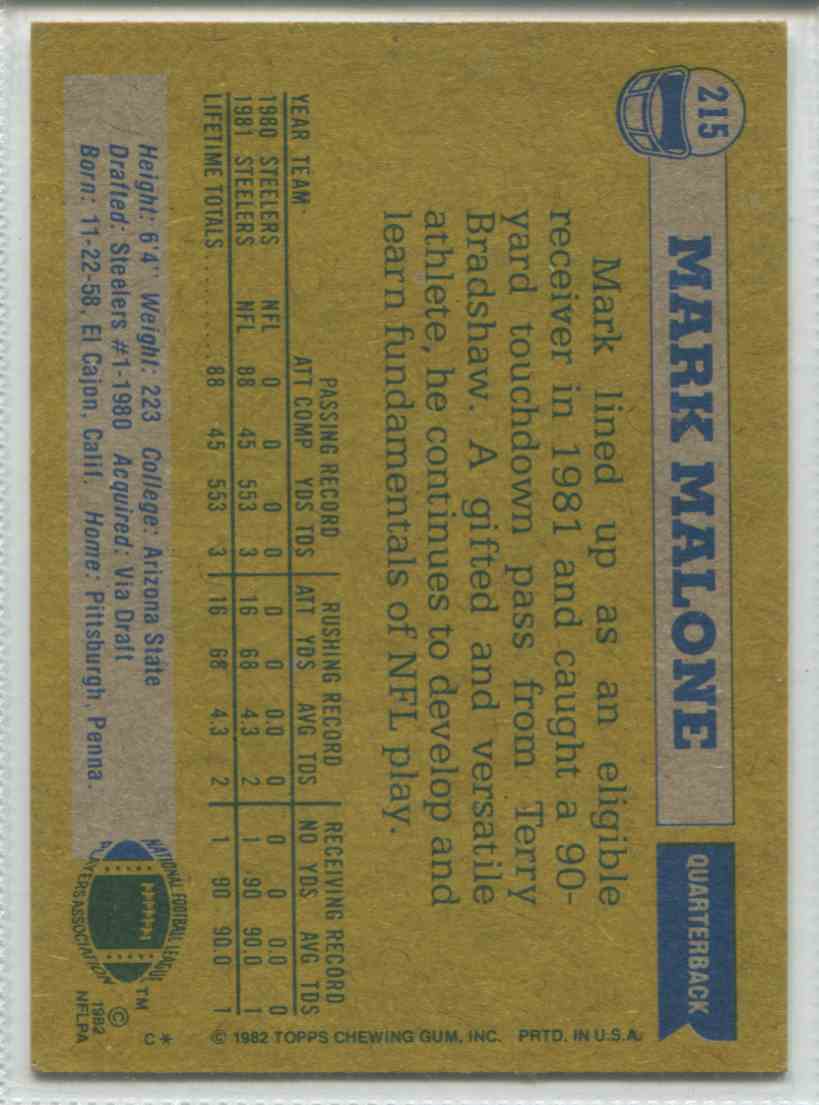 215
MARK MALONE
QUARTERBACK
Mark lined up as an eligible
receiver in 1981 and caught a 90-
yard touchdown pass from Terry
Bradshaw. A gifted and versatile
athlete, he continues to develop and
learn fundamentals of NFL play.
PASSING RECORD RUSHING RECORD RECEIVING RECORD
YEAR TEAM ATT COMP YDS TDS ATT YDS AVG TDS NO YDS AVG TDS
1980 STEELERS NFL 0 0 0 0 0 0 0.0 0 0 0 0.0 0
1981 STEELERS NFL 88 45 553 3 16 68 4.3 2 1 90 90.0 1
LIFETIME TOTALS.......... 88 45 553 3 16 68 4.3 2 1 90 90.0 1
Height: 6'4" Weight: 223 College: Arizona State
Drafted: Steelers #1-1980 Acquired: Via Draft
Born: 11-22-58, El Cajon, Calif. Home: Pittsburgh, Penna.
NATIONAL FOOTBALL LEAGUE
PLAYERS ASSOCIATION
TM
© 1982
NFLPA
C*
© 1982 TOPPS CHEWING GUM, INC. PRTD. IN U.S.A.